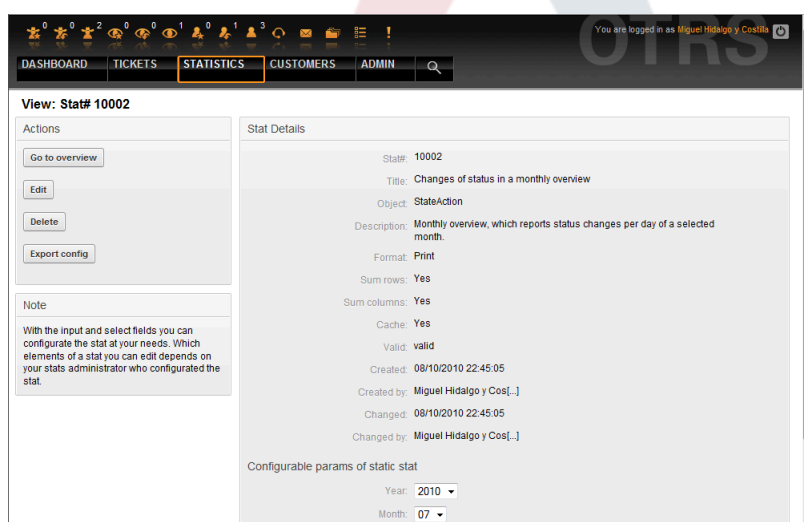 0 0 2 0 0 1 0 1 3
You are logged in as Miguel Hidalgo y Costilla
OTRS
DASHBOARD TICKETS STATISTICS CUSTOMERS ADMIN
View: Stat# 10002
Actions
Go to overview
Edit
Delete
Export config
Note
With the input and select fields you can
configurate the stat at your needs. Which
elements of a stat you can edit depends on
your stats administrator who configurated the
stat.
Stat Details
Stat#: 10002
Title: Changes of status in a monthly overview
Object: StateAction
Description: Monthly overview, which reports status changes per day of a selected
month.
Format: Print
Sum rows: Yes
Sum columns: Yes
Cache: Yes
Valid: valid
Created: 08/10/2010 22:45:05
Created by: Miguel Hidalgo y Cos[...]
Changed: 08/10/2010 22:45:05
Changed by: Miguel Hidalgo y Cos[...]
Configurable params of static stat
Year: 2010
Month: 07